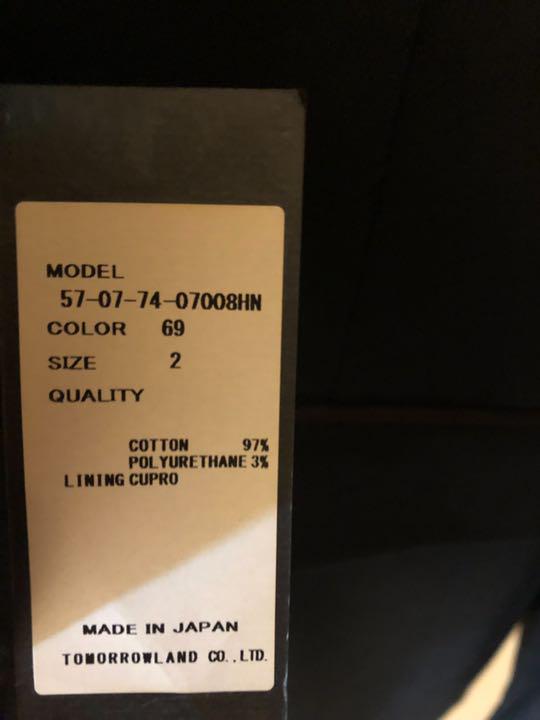 MODEL
57-07-74-07008HN
COLOR 69
SIZE 2
QUALITY
COTTON 97%
POLYURETHANE 3%
LINING CUPRO
MADE IN JAPAN
TOMORROWLAND CO.,LTD.